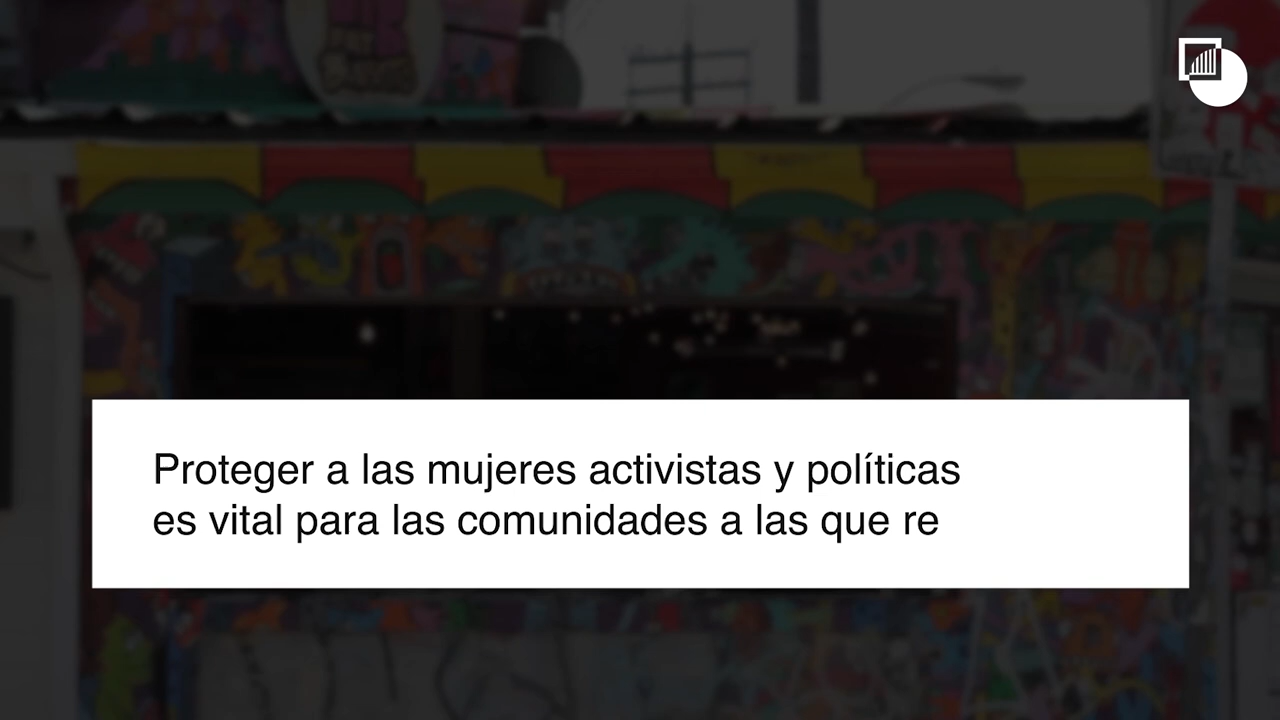 Proteger a las mujeres activistas y políticas
es vital para las comunidades a las que re